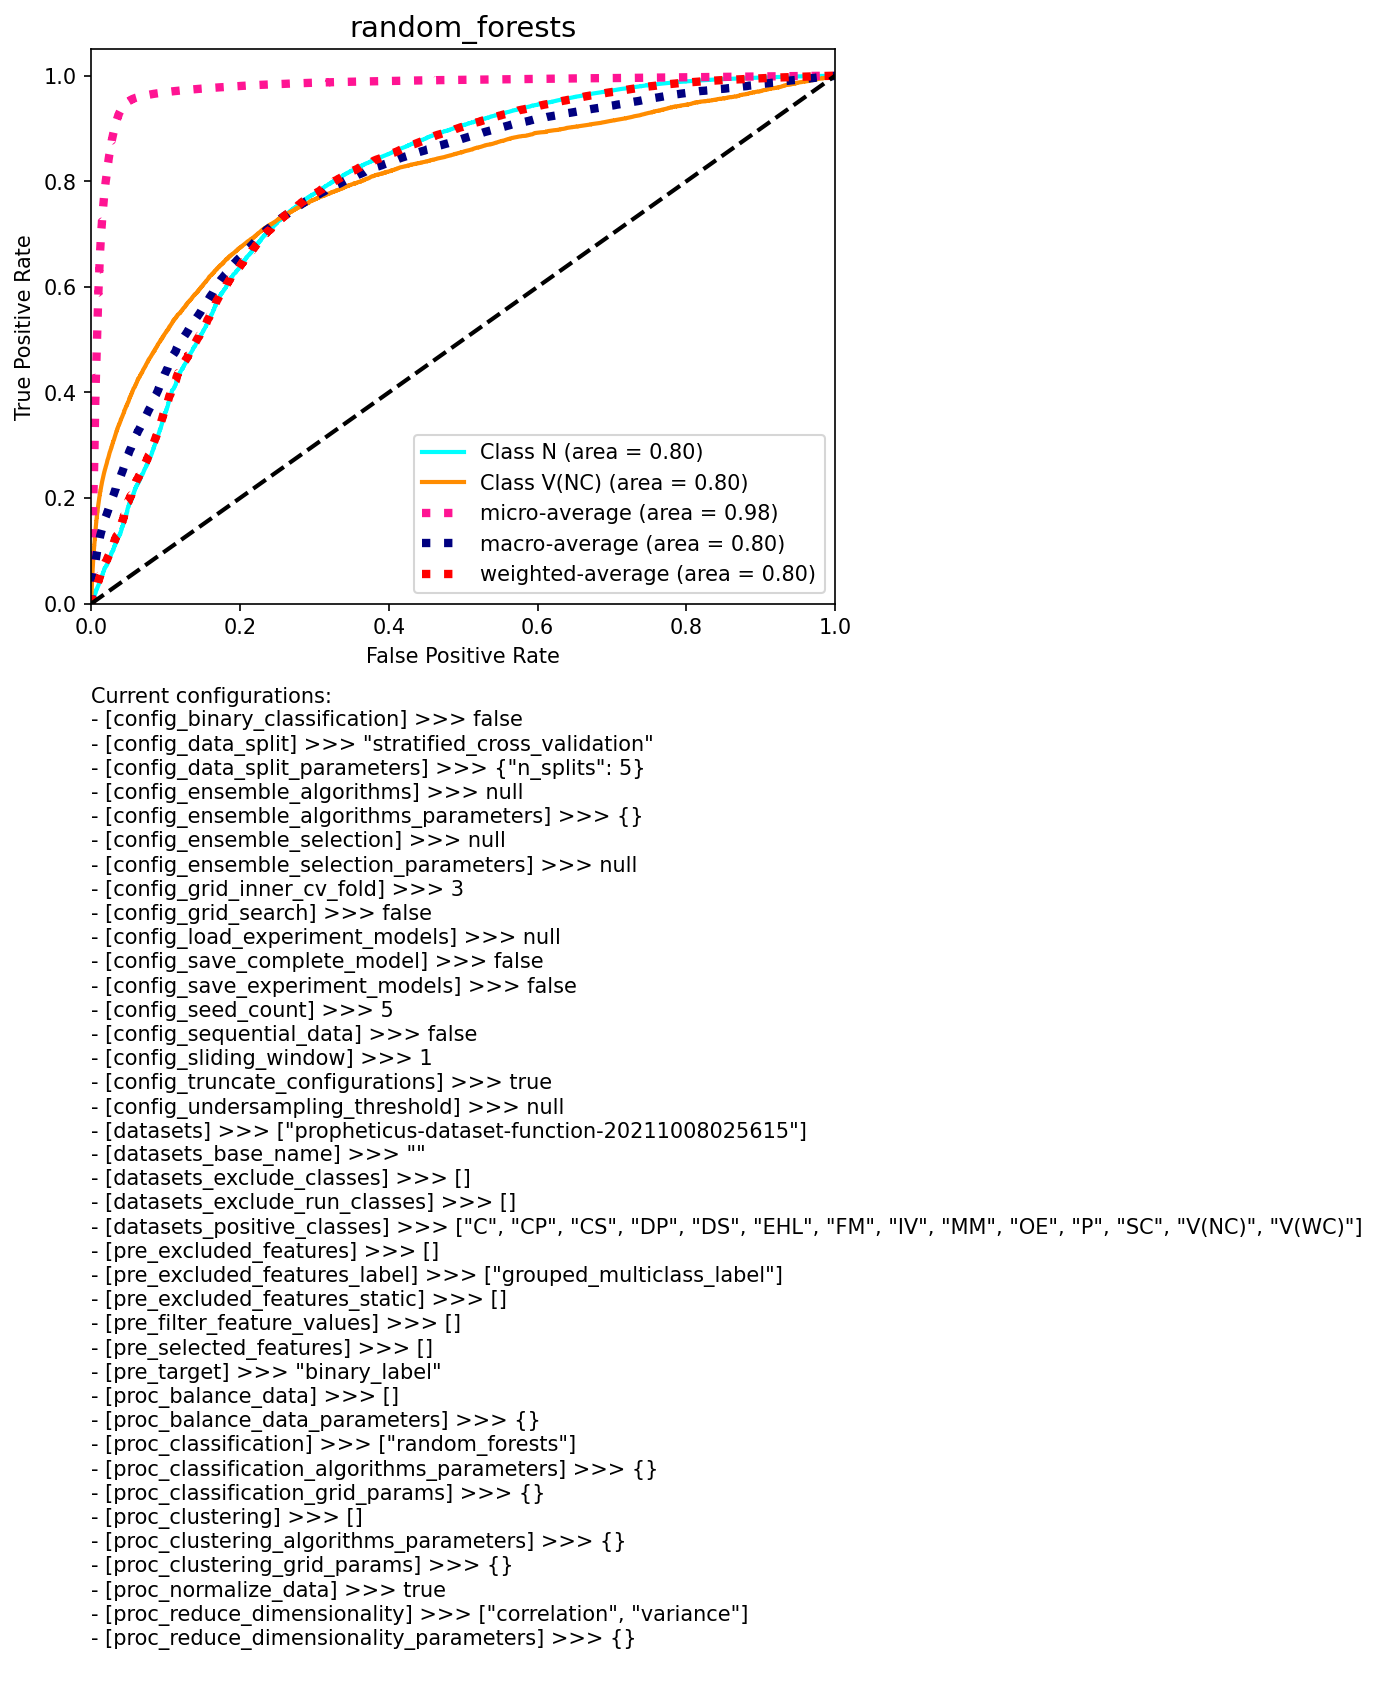 random_forests
1.0
0.8
0.6
0.4
0.2
0.0
True Positive Rate
Class N (area = 0.80)
Class V(NC) (area = 0.80)
micro-average (area = 0.98)
macro-average (area = 0.80)
weighted-average (area = 0.80)
0.0 0.2 0.4 0.6 0.8 1.0
False Positive Rate
Current configurations:
- [config_binary_classification] >>> false
- [config_data_split] >>> "stratified_cross_validation"
- [config_data_split_parameters] >>> {"n_splits": 5}
- [config_ensemble_algorithms] >>> null
- [config_ensemble_algorithms_parameters] >>> {}
- [config_ensemble_selection] >>> null
- [config_ensemble_selection_parameters] >>> null
- [config_grid_inner_cv_fold] >>> 3
- [config_grid_search] >>> false
- [config_load_experiment_models] >>> null
- [config_save_complete_model] >>> false
- [config_save_experiment_models] >>> false
- [config_seed_count] >>> 5
- [config_sequential_data] >>> false
- [config_sliding_window] >>> 1
- [config_truncate_configurations] >>> true
- [config_undersampling_threshold] >>> null
- [datasets] >>> ["propheticus-dataset-function-20211008025615"]
- [datasets_base_name] >>> ""
- [datasets_exclude_classes] >>> []
- [datasets_exclude_run_classes] >>> []
- [datasets_positive_classes] >>> ["C", "CP", "CS", "DP", "DS", "EHL", "FM", "IV", "MM", "OE", "P", "SC", "V(NC)", "V(WC)"]
- [pre_excluded_features] >>> []
- [pre_excluded_features_label] >>> ["grouped_multiclass_label"]
- [pre_excluded_features_static] >>> []
- [pre_filter_feature_values] >>> []
- [pre_selected_features] >>> []
- [pre_target] >>> "binary_label"
- [proc_balance_data] >>> []
- [proc_balance_data_parameters] >>> {}
- [proc_classification] >>> ["random_forests"]
- [proc_classification_algorithms_parameters] >>> {}
- [proc_classification_grid_params] >>> {}
- [proc_clustering] >>> []
- [proc_clustering_algorithms_parameters] >>> {}
- [proc_clustering_grid_params] >>> {}
- [proc_normalize_data] >>> true
- [proc_reduce_dimensionality] >>> ["correlation", "variance"]
- [proc_reduce_dimensionality_parameters] >>> {}